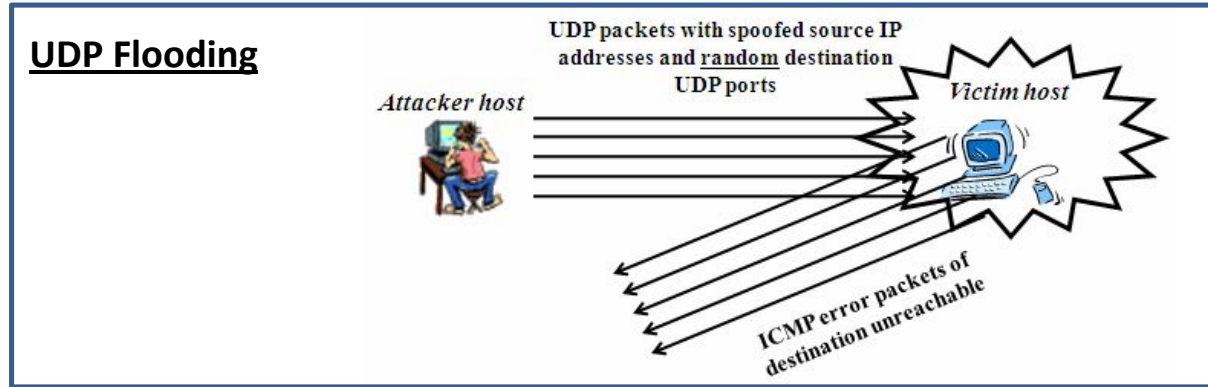 UDP Flooding
UDP packets with spoofed source IP
addresses and random destination
UDP ports
Attacker host
Victim host
ICMP error packets of
destination unreachable